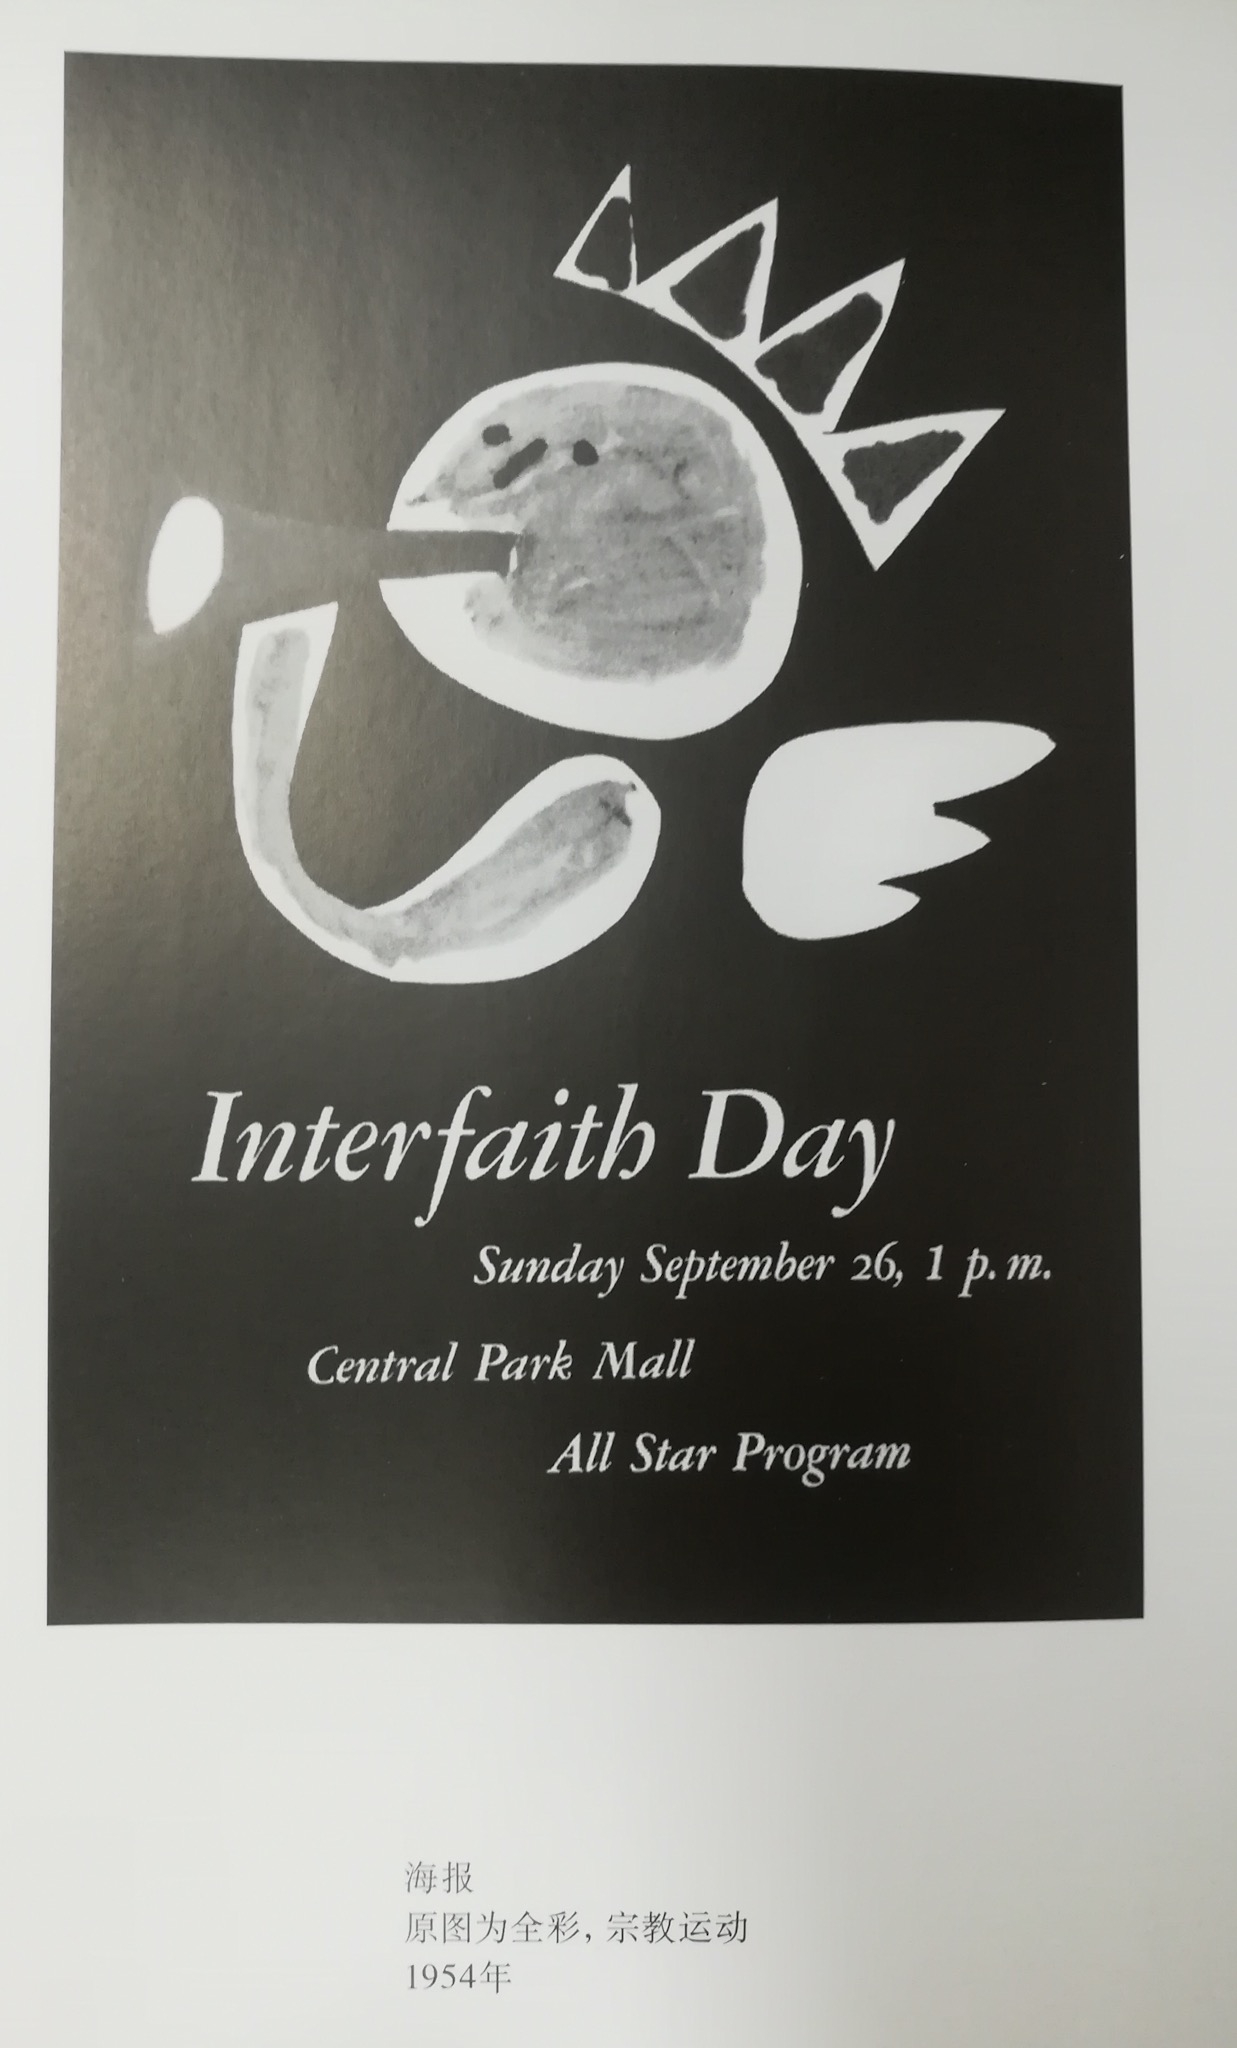 Interfaith Day
Sunday September 26, 1 p.m.
Central Park Mall
All Star Program
海报
原图为全彩, 宗教运动
1954年